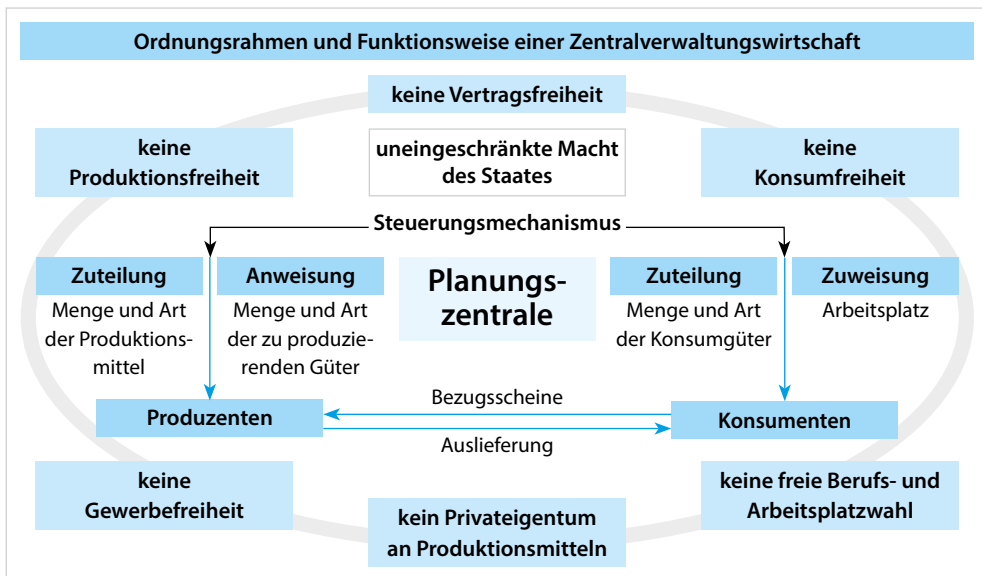 Ordnungsrahmen und Funktionsweise einer Zentralverwaltungswirtschaft
keine Vertragsfreiheit
keine
Produktionsfreiheit
uneingeschränkte Macht
des Staates
keine
Konsumfreiheit
Steuerungsmechanismus
Zuteilung
Menge und Art
der Produktions-
mittel
Anweisung
Menge und Art
der zu produzie-
renden Güter
Planungs-
zentrale
Zuteilung
Menge und Art
der Konsumgüter
Zuweisung
Arbeitsplatz
Produzenten
Bezugsscheine
Auslieferung
Konsumenten
keine
Gewerbefreiheit
kein Privateigentum
an Produktionsmitteln
keine freie Berufs- und
Arbeitsplatzwahl